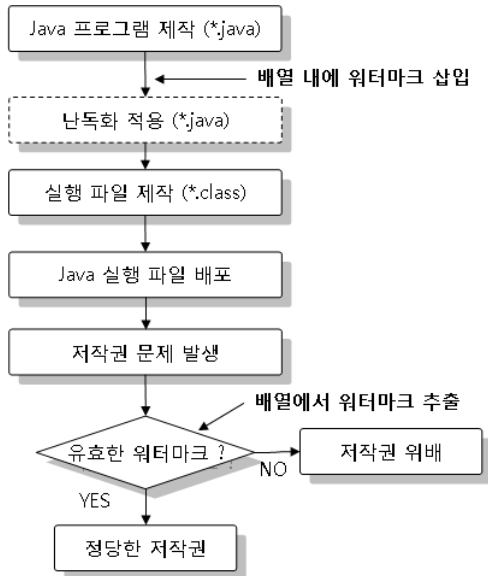 Java 프로그램 제작 (*.java)
배열 내에 워터마크 삽입
난독화 적용 (*.java)
실행 파일 제작 (*.class)
Java 실행 파일 배포
저작권 문제 발생
배열에서 워터마크 추출
유효한 워터마크 ?
저작권 위배
NO
YES
정당한 저작권